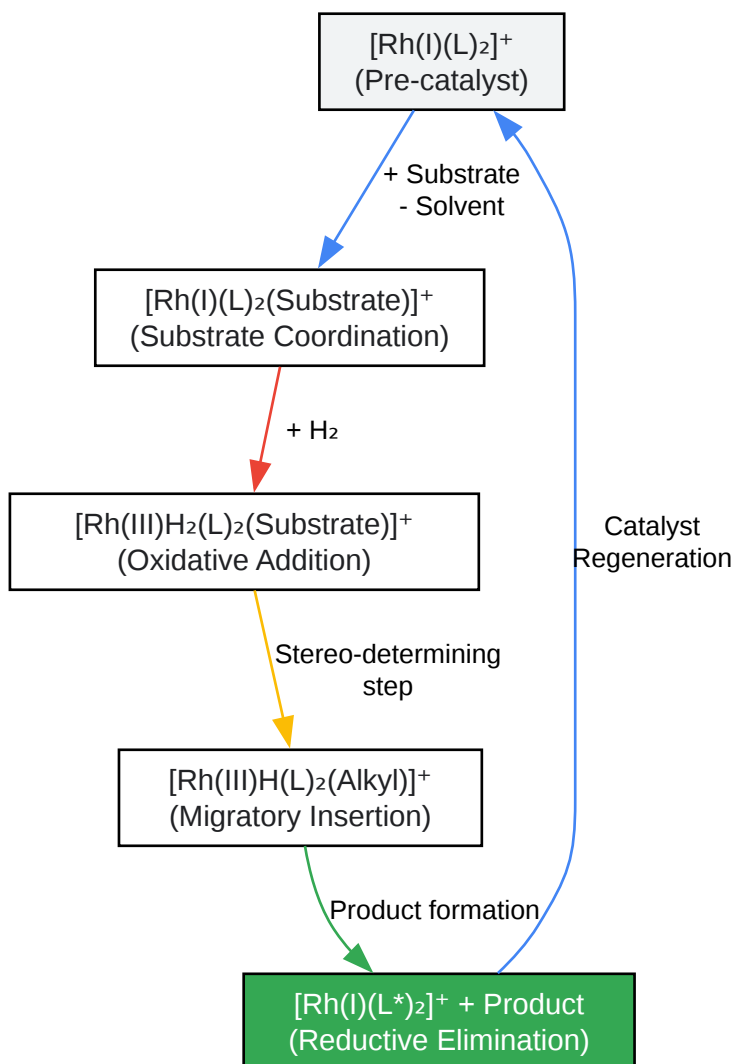 [Rh(I)(L)₂]⁺
(Pre-catalyst)
+ Substrate
- Solvent
[Rh(I)(L)₂(Substrate)]⁺
(Substrate Coordination)
+ H₂
[Rh(III)H₂(L)₂(Substrate)]⁺
(Oxidative Addition)
Catalyst
Regeneration
Stereo-determining
step
[Rh(III)H(L)₂(Alkyl)]⁺
(Migratory Insertion)
Product formation
[Rh(I)(L*)₂]⁺ + Product
(Reductive Elimination)